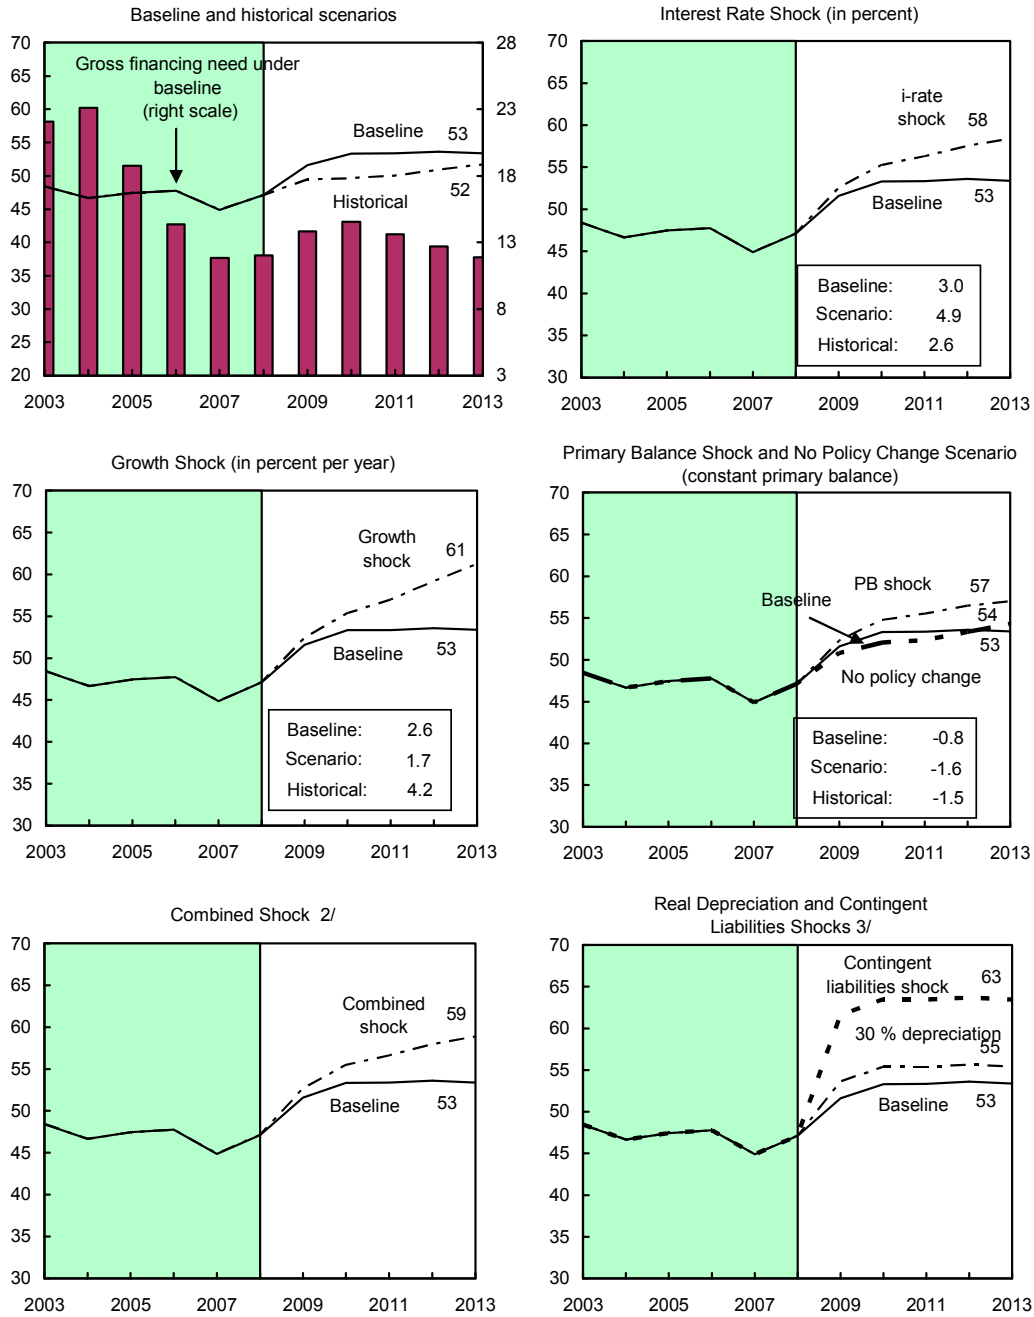 Baseline and historical scenarios
70
65
60
55
50
45
40
35
30
25
20
28
23
18
13
8
3
Gross financing need under
baseline
(right scale)
Baseline 53
52
Historical
2003 2005 2007 2009 2011 2013
Interest Rate Shock (in percent)
70
65
60
55
50
45
40
35
30
i-rate
shock 58
Baseline 53
Baseline: 3.0
Scenario: 4.9
Historical: 2.6
2003 2005 2007 2009 2011 2013
Growth Shock (in percent per year)
70
65
60
55
50
45
40
35
30
Growth
shock 61
Baseline 53
Baseline: 2.6
Scenario: 1.7
Historical: 4.2
2003 2005 2007 2009 2011 2013
Primary Balance Shock and No Policy Change Scenario
(constant primary balance)
70
65
60
55
50
45
40
35
30
PB shock 57
Baseline
54
53
No policy change
Baseline: -0.8
Scenario: -1.6
Historical: -1.5
2003 2005 2007 2009 2011 2013
Combined Shock 2/
70
65
60
55
50
45
40
35
30
Combined
shock 59
Baseline 53
2003 2005 2007 2009 2011 2013
Real Depreciation and Contingent
Liabilities Shocks 3/
70
65
60
55
50
45
40
35
30
Contingent
liabilities shock 63
30 % depreciation
55
Baseline 53
2003 2005 2007 2009 2011 2013